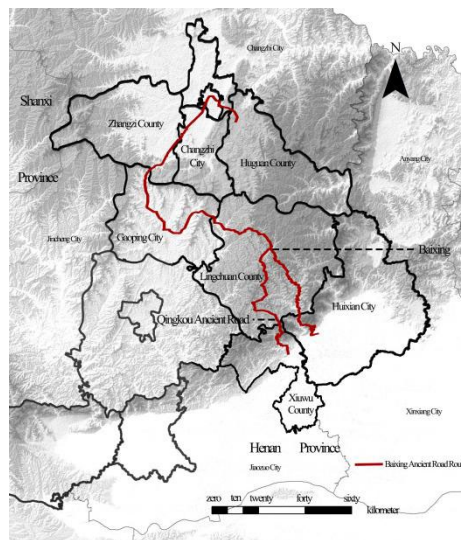 Changzhi City
N
Shanxi
Zhangzi County
Changzhi
City
Huguan County
Anyang City
Province
Jincheng City
Gaoping City
Baixing
Lingchuan County
Huixian City
Qingkou Ancient Road
Xiuwu
County
Xinxiang City
Henan Province
Jiaozuo City
Baixing Ancient Road Rou
zero ten twenty forty sixty
kilometer